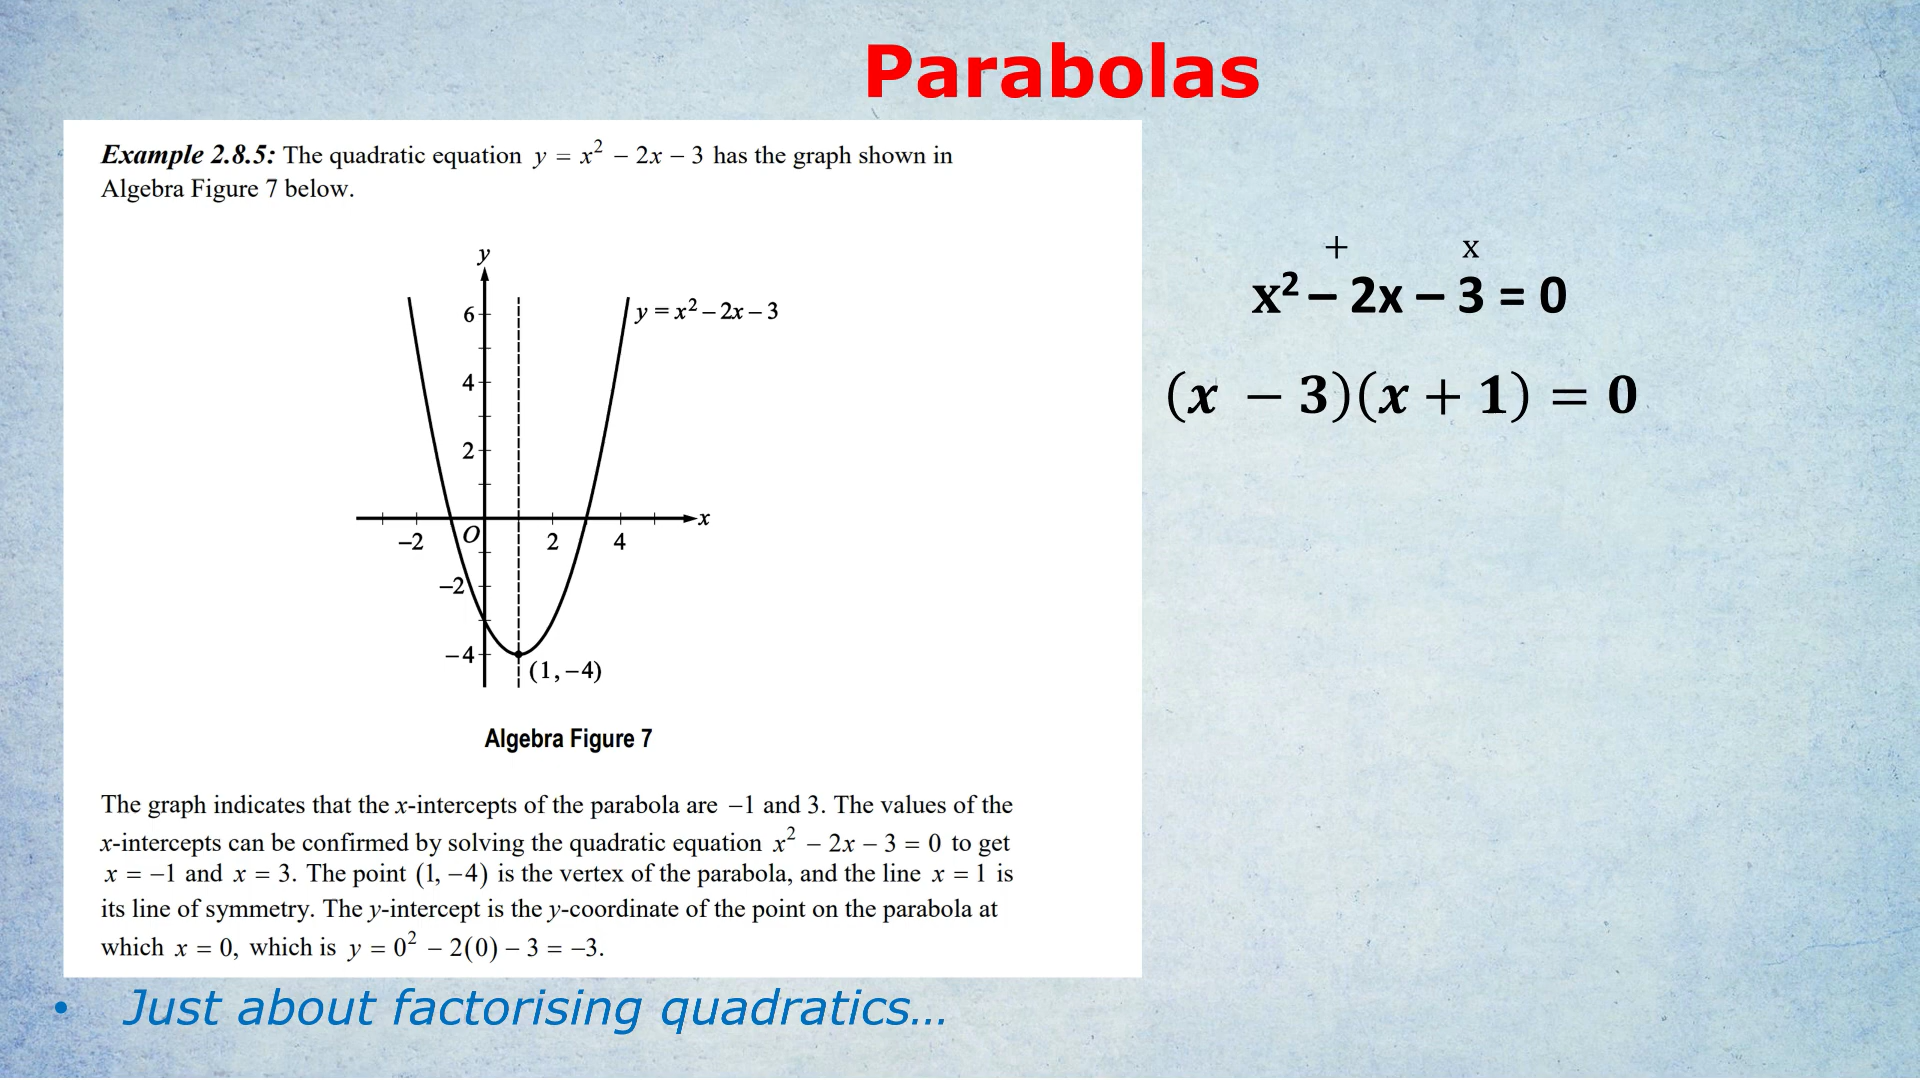 Parabolas
Example 2.8.5: The quadratic equation y = x² − 2x − 3 has the graph shown in
Algebra Figure 7 below.
y
6
y = x² – 2x – 3
4
2
x
O
−2
2
4
−2
−4
(1, −4)
Algebra Figure 7
The graph indicates that the x-intercepts of the parabola are −1 and 3. The values of the
x-intercepts can be confirmed by solving the quadratic equation x² − 2x − 3 = 0 to get
x = −1 and x = 3. The point (1, −4) is the vertex of the parabola, and the line x = 1 is
its line of symmetry. The y-intercept is the y-coordinate of the point on the parabola at
which x = 0, which is y = 0² − 2(0) − 3 = −3.
+ x
x² – 2x – 3 = 0
(x − 3)(x + 1) = 0
• Just about factorising quadratics…